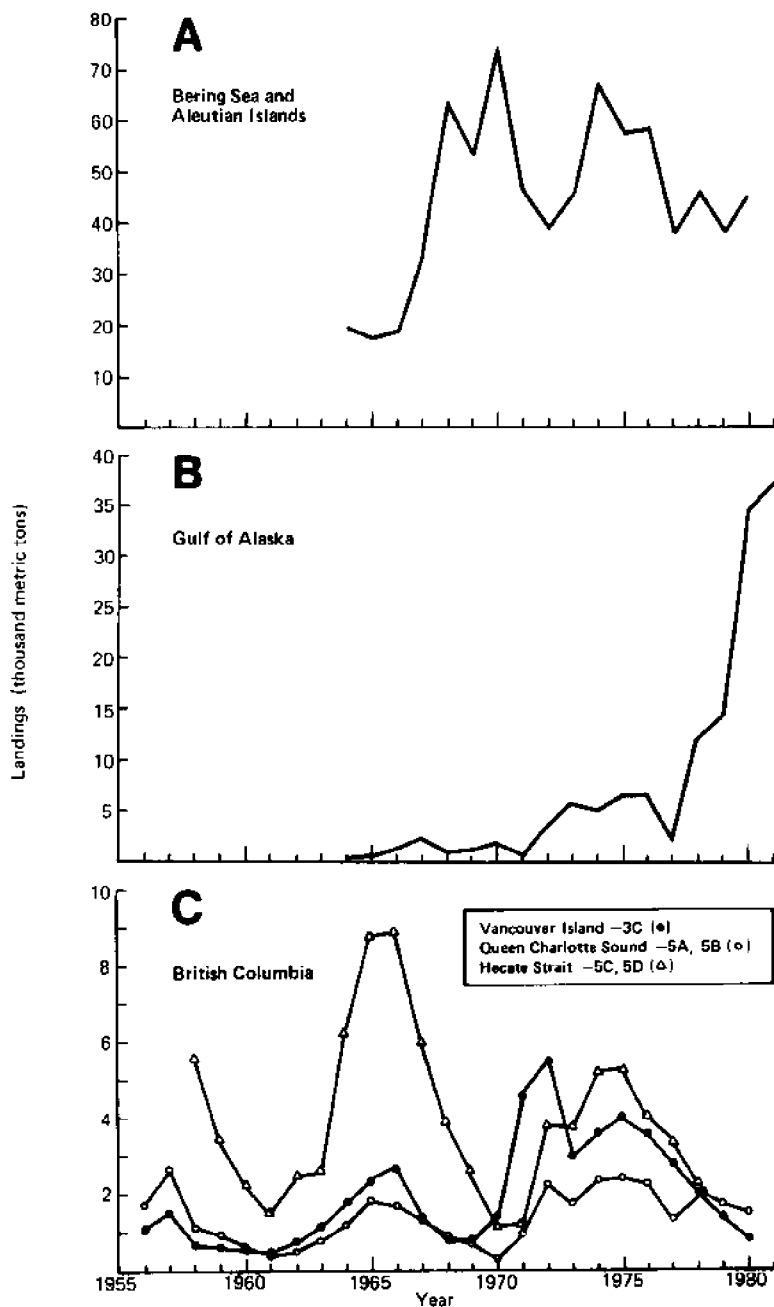 A
Bering Sea and
Aleutian Islands
80
70
60
50
40
30
20
10
B
Gulf of Alaska
40
35
30
25
20
15
10
5
Landings (thousand metric tons)
C
British Columbia
Vancouver Island –3C (●)
Queen Charlotte Sound –5A, 5B (○)
Hecate Strait –5C, 5D (△)
10
8
6
4
2
1955 1960 1965 1970 1975 1980
Year